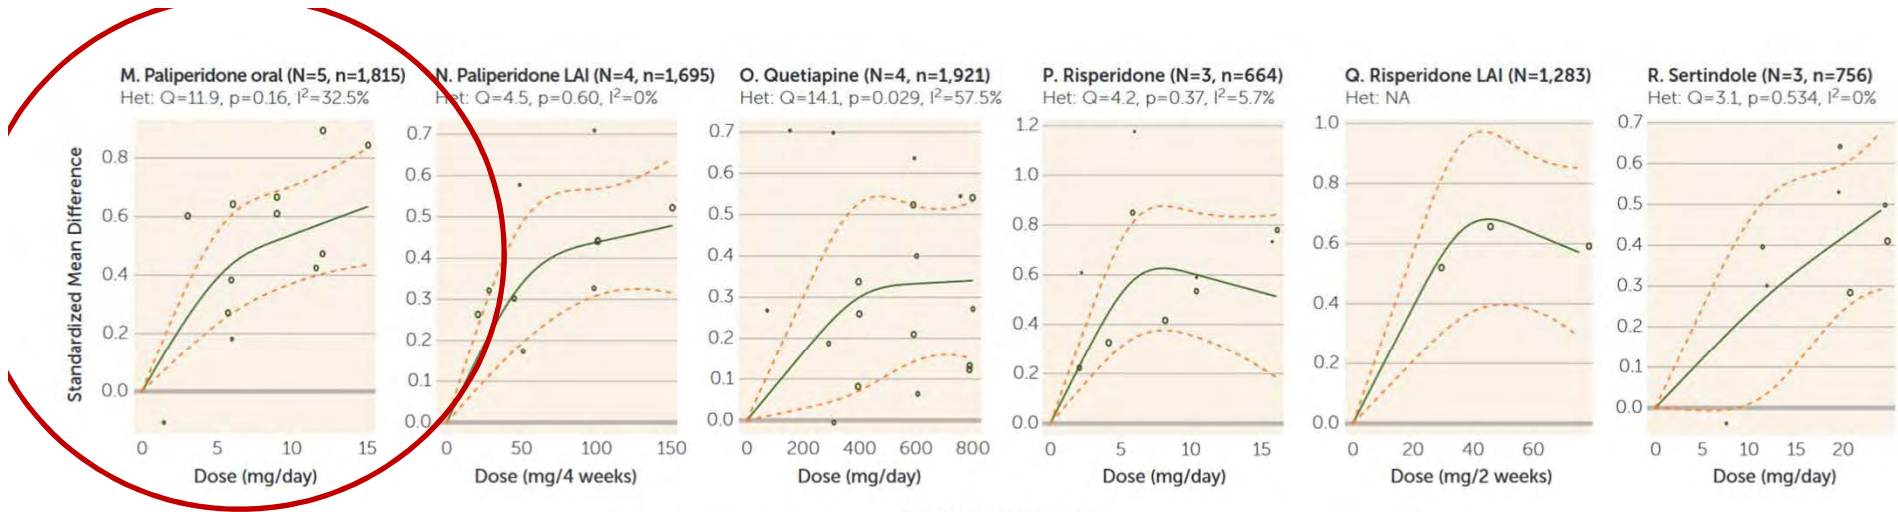 M. Paliperidone oral (N=5, n=1,815)
Het: Q=11.9, p=0.16, I²=32.5%
Standardized Mean Difference
0.8
0.6
0.4
0.2
0.0
0 5 10 15
Dose (mg/day)
N. Paliperidone LAI (N=4, n=1,695)
Het: Q=4.5, p=0.60, I²=0%
0.7
0.6
0.5
0.4
0.3
0.2
0.1
0.0
0 50 100 150
Dose (mg/4 weeks)
O. Quetiapine (N=4, n=1,921)
Het: Q=14.1, p=0.029, I²=57.5%
0.7
0.6
0.5
0.4
0.3
0.2
0.1
0.0
0 200 400 600 800
Dose (mg/day)
P. Risperidone (N=3, n=664)
Het: Q=4.2, p=0.37, I²=5.7%
1.2
1.0
0.8
0.6
0.4
0.2
0.0
0 5 10 15
Dose (mg/day)
Q. Risperidone LAI (N=1,283)
Het: NA
1.0
0.8
0.6
0.4
0.2
0.0
0 20 40 60
Dose (mg/2 weeks)
R. Sertindole (N=3, n=756)
Het: Q=3.1, p=0.534, I²=0%
0.7
0.6
0.5
0.4
0.3
0.2
0.1
0.0
0 5 10 15 20
Dose (mg/day)